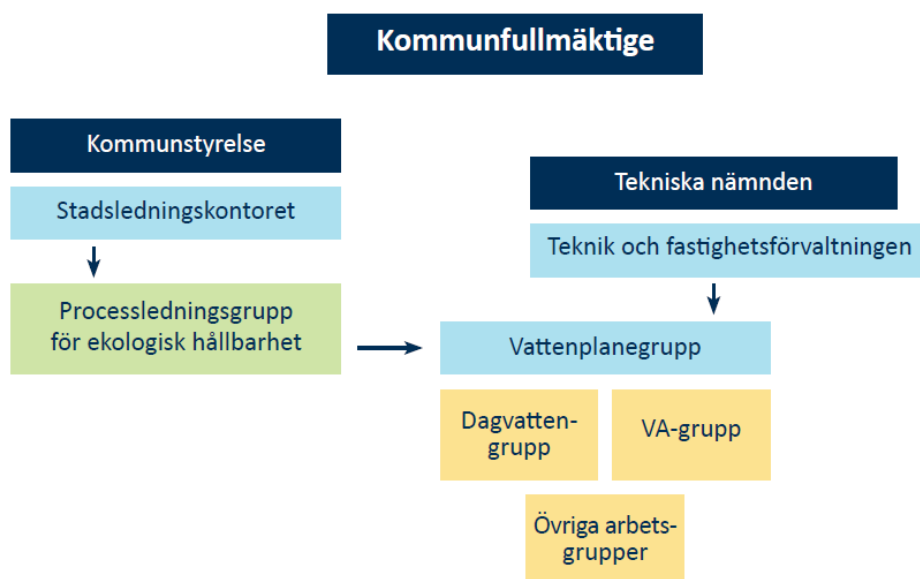 Kommunfullmäktige
Kommunstyrelse
Stadsledningskontoret
Processledningsgrupp
för ekologisk hållbarhet
Tekniska nämnden
Teknik och fastighetsförvaltningen
Vattenplanegrupp
Dagvatten-
grupp
VA-grupp
Övriga arbets-
grupper